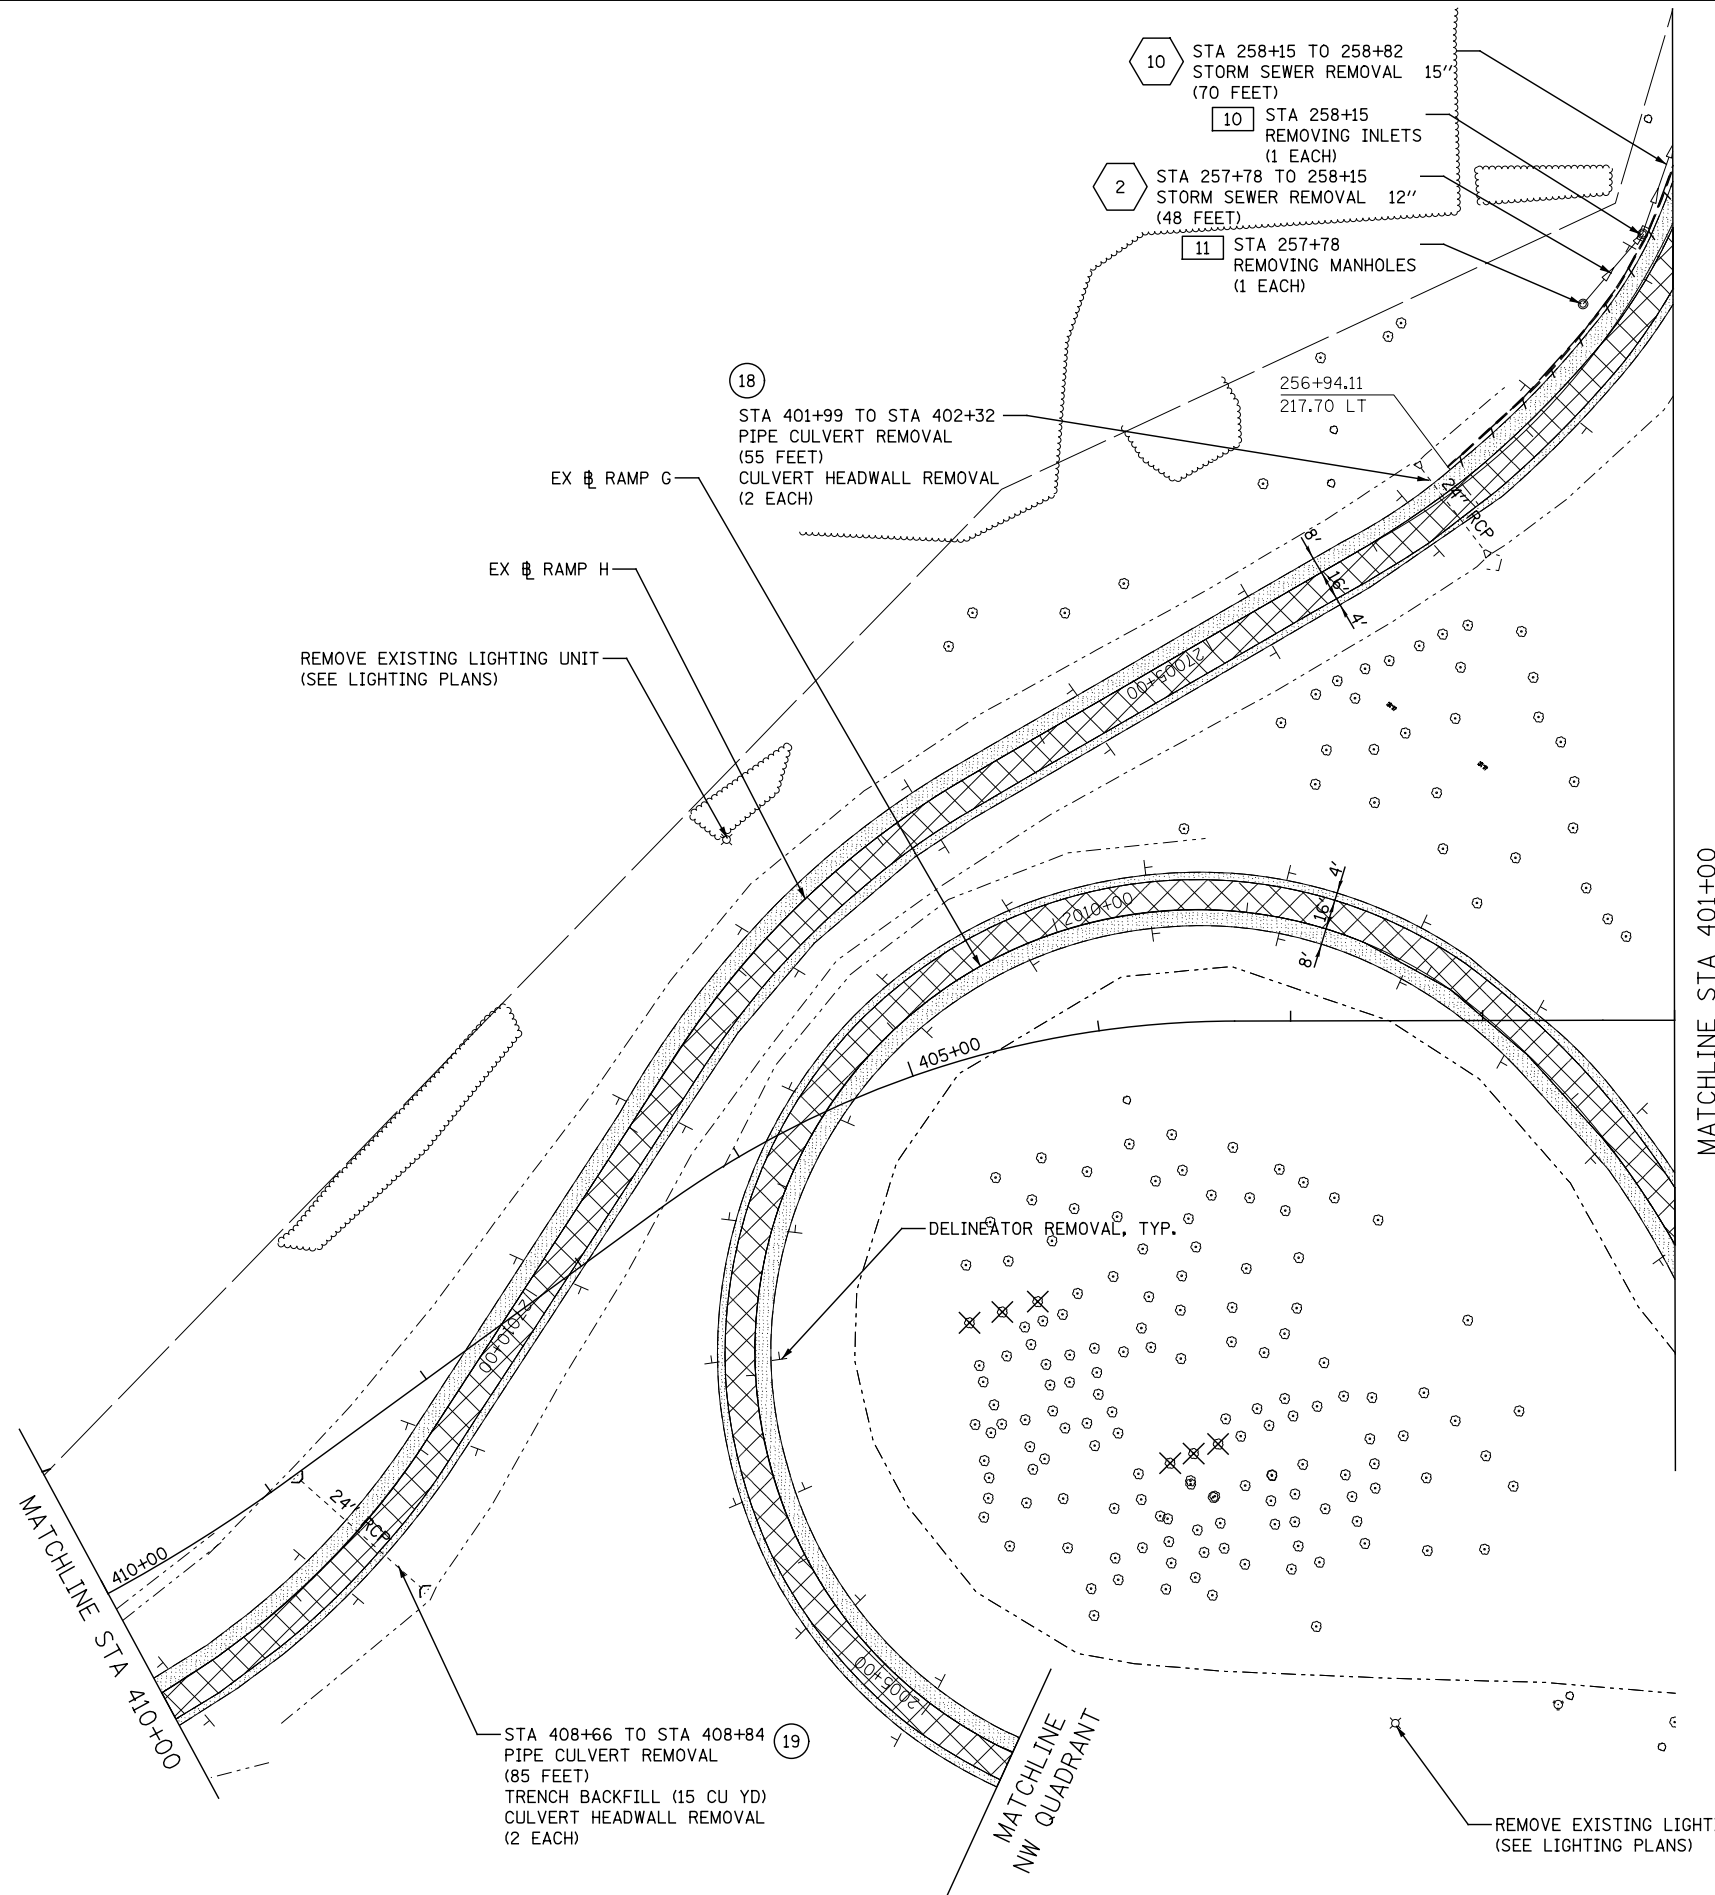 10
STA 258+15 TO 258+82
STORM SEWER REMOVAL 15''
(70 FEET)
10
STA 258+15
REMOVING INLETS
(1 EACH)
2
STA 257+78 TO 258+15
STORM SEWER REMOVAL 12''
(48 FEET)
11
STA 257+78
REMOVING MANHOLES
(1 EACH)
18
STA 401+99 TO STA 402+32
PIPE CULVERT REMOVAL
(55 FEET)
CULVERT HEADWALL REMOVAL
(2 EACH)
256+94.11
217.70 LT
EX BL RAMP G
EX BL RAMP H
REMOVE EXISTING LIGHTING UNIT
(SEE LIGHTING PLANS)
24'' RCP
8'
16'
4'
27005+00
4'
16'
8'
2010+00
MATCHLINE STA 401+00
405+00
DELINEATOR REMOVAL, TYP.
27010+00
24'' RCP
410+00
MATCHLINE STA 410+00
2005+00
STA 408+66 TO STA 408+84
19
PIPE CULVERT REMOVAL
(85 FEET)
TRENCH BACKFILL (15 CU YD)
CULVERT HEADWALL REMOVAL
(2 EACH)
MATCHLINE
NW QUADRANT
REMOVE EXISTING LIGHT
(SEE LIGHTING PLANS)